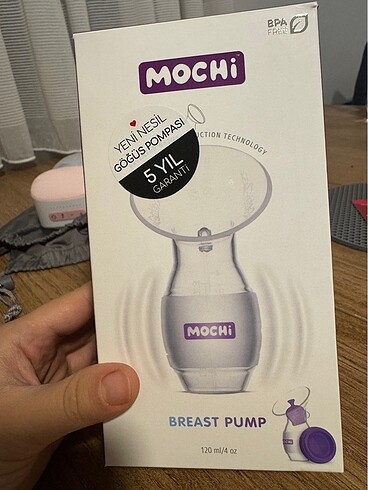 BPA
FREE
MOCHi
YENİ NESİL
GÖĞÜS POMPASI
5 YIL
GARANTİ
UCTION TECHNOLOGY
MOCHi
BREAST PUMP
MOCHi
120 ml/4 oz